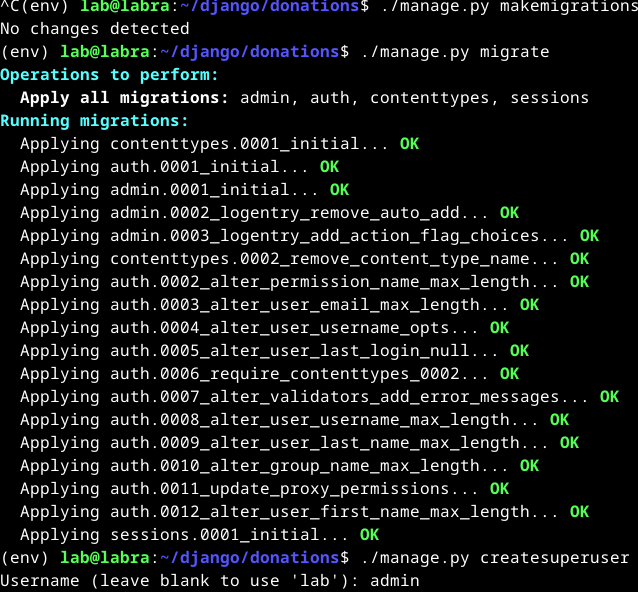 ^C(env) lab@labra:~/django/donations$ ./manage.py makemigrations
No changes detected
(env) lab@labra:~/django/donations$ ./manage.py migrate
Operations to perform:
  Apply all migrations: admin, auth, contenttypes, sessions
Running migrations:
  Applying contenttypes.0001_initial... OK
  Applying auth.0001_initial... OK
  Applying admin.0001_initial... OK
  Applying admin.0002_logentry_remove_auto_add... OK
  Applying admin.0003_logentry_add_action_flag_choices... OK
  Applying contenttypes.0002_remove_content_type_name... OK
  Applying auth.0002_alter_permission_name_max_length... OK
  Applying auth.0003_alter_user_email_max_length... OK
  Applying auth.0004_alter_user_username_opts... OK
  Applying auth.0005_alter_user_last_login_null... OK
  Applying auth.0006_require_contenttypes_0002... OK
  Applying auth.0007_alter_validators_add_error_messages... OK
  Applying auth.0008_alter_user_username_max_length... OK
  Applying auth.0009_alter_user_last_name_max_length... OK
  Applying auth.0010_alter_group_name_max_length... OK
  Applying auth.0011_update_proxy_permissions... OK
  Applying auth.0012_alter_user_first_name_max_length... OK
  Applying sessions.0001_initial... OK
(env) lab@labra:~/django/donations$ ./manage.py createsuperuser
Username (leave blank to use 'lab'): admin